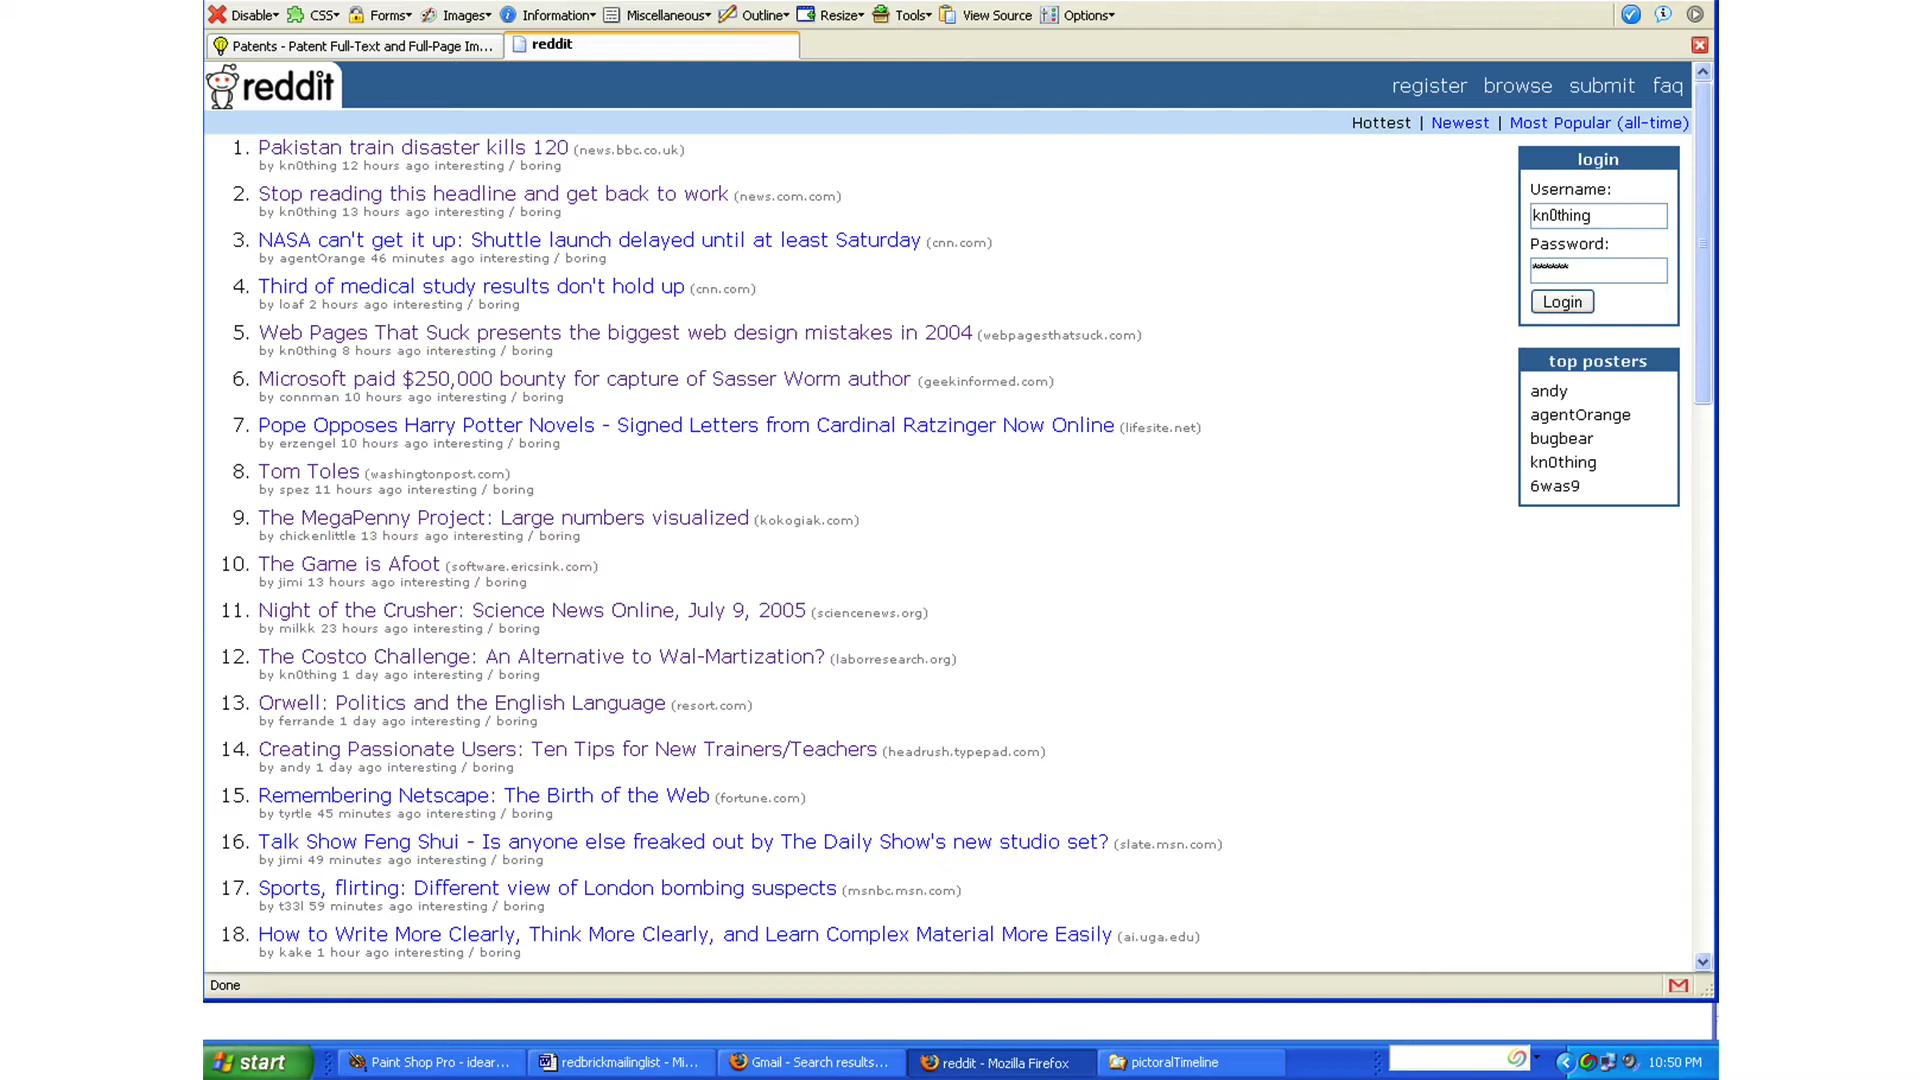 Disable CSS Forms Images Information Miscellaneous Outline Resize Tools View Source Options
Patents - Patent Full-Text and Full-Page Im... reddit
reddit
register browse submit faq
Hottest | Newest | Most Popular (all-time)
1. Pakistan train disaster kills 120 (news.bbc.co.uk)
by kn0thing 12 hours ago interesting / boring
2. Stop reading this headline and get back to work (news.com.com)
by kn0thing 13 hours ago interesting / boring
3. NASA can't get it up: Shuttle launch delayed until at least Saturday (cnn.com)
by agentOrange 46 minutes ago interesting / boring
4. Third of medical study results don't hold up (cnn.com)
by loaf 2 hours ago interesting / boring
5. Web Pages That Suck presents the biggest web design mistakes in 2004 (webpagesthatsuck.com)
by kn0thing 8 hours ago interesting / boring
6. Microsoft paid $250,000 bounty for capture of Sasser Worm author (geekinformed.com)
by connman 10 hours ago interesting / boring
7. Pope Opposes Harry Potter Novels - Signed Letters from Cardinal Ratzinger Now Online (lifesite.net)
by erzengel 10 hours ago interesting / boring
8. Tom Toles (washingtonpost.com)
by spez 11 hours ago interesting / boring
9. The MegaPenny Project: Large numbers visualized (kokogiak.com)
by chickenlittle 13 hours ago interesting / boring
10. The Game is Afoot (software.ericsink.com)
by jimi 13 hours ago interesting / boring
11. Night of the Crusher: Science News Online, July 9, 2005 (sciencenews.org)
by milkk 23 hours ago interesting / boring
12. The Costco Challenge: An Alternative to Wal-Martization? (laborresearch.org)
by kn0thing 1 day ago interesting / boring
13. Orwell: Politics and the English Language (resort.com)
by ferrande 1 day ago interesting / boring
14. Creating Passionate Users: Ten Tips for New Trainers/Teachers (headrush.typepad.com)
by andy 1 day ago interesting / boring
15. Remembering Netscape: The Birth of the Web (fortune.com)
by tyrtle 45 minutes ago interesting / boring
16. Talk Show Feng Shui - Is anyone else freaked out by The Daily Show's new studio set? (slate.msn.com)
by jimi 49 minutes ago interesting / boring
17. Sports, flirting: Different view of London bombing suspects (msnbc.msn.com)
by t33l 59 minutes ago interesting / boring
18. How to Write More Clearly, Think More Clearly, and Learn Complex Material More Easily (ai.uga.edu)
by kake 1 hour ago interesting / boring
login
Username:
kn0thing
Password:
******
Login
top posters
andy
agentOrange
bugbear
kn0thing
6was9
Done
start Paint Shop Pro - idear... redbrickmailinglist - Mi... Gmail - Search results... reddit - Mozilla Firefox pictoralTimeline 10:50 PM